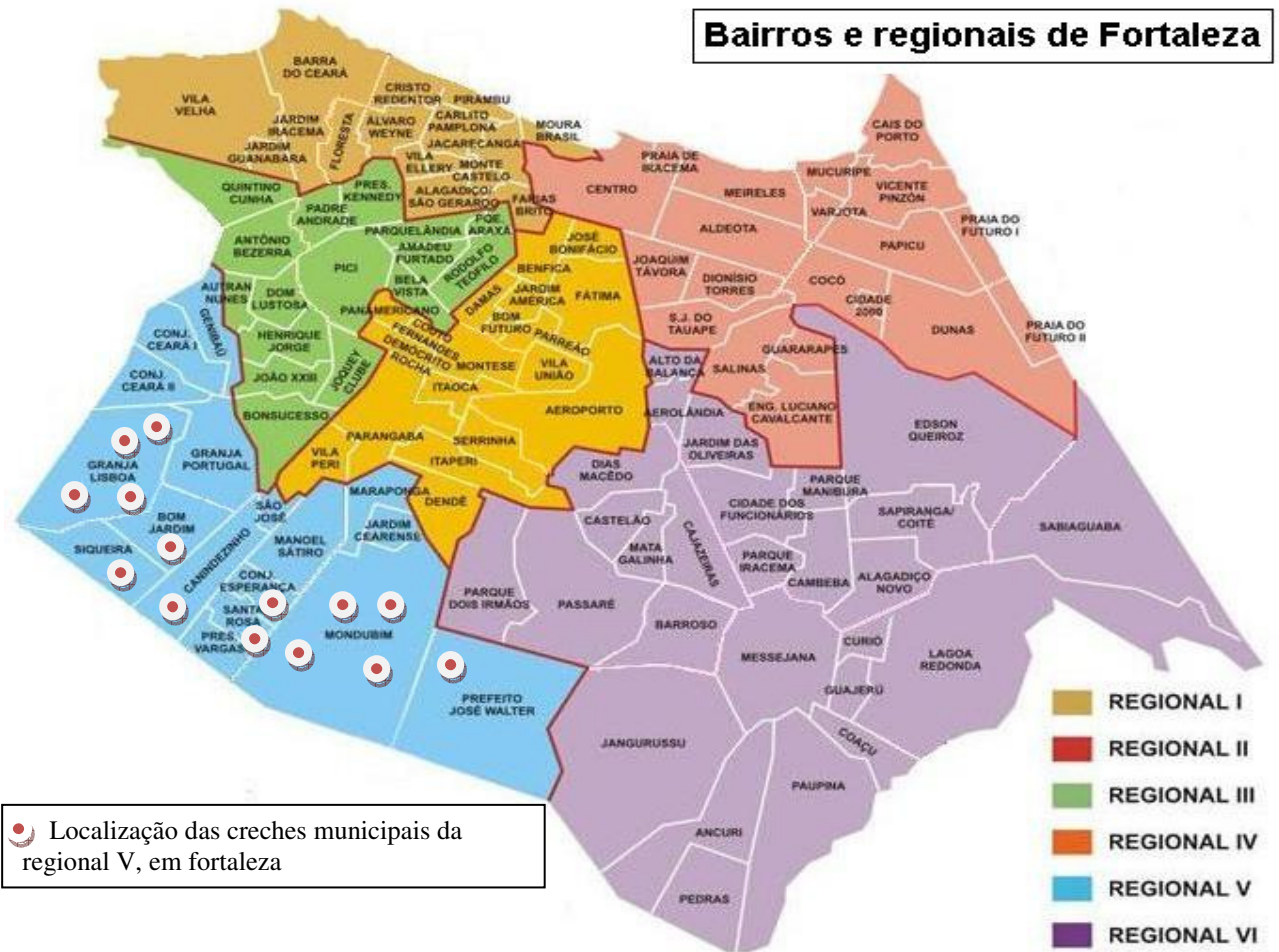 Bairros e regionais de Fortaleza
BARRA
DO CEARÁ
VILA
VELHA
CRISTO
REDENTOR
PIRAMBU
JARDIM
IRACEMA
FLORESTA
ÁLVARO
WEYNE
CARLITO
PAMPLONA
JACARECANGA
MOURA
BRASIL
JARDIM
GUANABARA
VILA
ELLERY
MONTE
CASTELO
ALAGADIÇO/
SÃO GERARDO
FARIAS
BRITO
CAIS DO
PORTO
PRAIA DE
IRACEMA
CENTRO
MEIRELES
MUCURIPE
VICENTE
PINZÓN
VARJOTA
PRAIA DO
FUTURO I
ALDEOTA
PAPICU
JOAQUIM
TÁVORA
DIONÍSIO
TORRES
COCÓ
CIDADE
2000
DUNAS
PRAIA DO
FUTURO II
S.J. DO
TAUAPE
GUARARAPES
SALINAS
ENG. LUCIANO
CAVALCANTE
QUINTINO
CUNHA
PRES.
KENNEDY
PADRE
ANDRADE
PARQUELÂNDIA
PQE.
ARAXÁ
ANTÔNIO
BEZERRA
AMADEU
FURTADO
RODOLFO
TEÓFILO
PICI
BELA
VISTA
AUTRAN
NUNES
DOM
LUSTOSA
PANAMERICANO
HENRIQUE
JORGE
JOÃO XXIII
JOQUEY
CLUBE
BONSUCESSO
JOSÉ
BONIFÁCIO
BENFICA
JARDIM
AMÉRICA
FÁTIMA
DAMAS
BOM
FUTURO
PARREÃO
COUTO
FERNANDES
DEMÓCRITO
ROCHA
MONTESE
VILA
UNIÃO
ITAOCA
AEROPORTO
PARANGABA
SERRINHA
VILA
PERI
ITAPERI
DENDÊ
GENIBAÚ
CONJ.
CEARÁ I
CONJ.
CEARÁ II
GRANJA
PORTUGAL
GRANJA
LISBOA
BOM
JARDIM
SIQUEIRA
CANINDEZINHO
SÃO
JOSÉ
MARAPONGA
JARDIM
CEARENSE
MANOEL
SÁTIRO
CONJ.
ESPERANÇA
SANTA
ROSA
PRES.
VARGAS
MONDUBIM
PREFEITO
JOSÉ WALTER
ALTO DA
BALANÇA
AEROLÂNDIA
JARDIM DAS
OLIVEIRAS
EDSON
QUEIROZ
DIAS
MACÊDO
PARQUE
MANIBURA
CIDADE DOS
FUNCIONÁRIOS
CASTELÃO
SAPIRANGA/
COITÉ
SABIAGUABA
MATA
GALINHA
CAJAZEIRAS
PARQUE
IRACEMA
CAMBEBA
ALAGADIÇO
NOVO
PARQUE
DOIS IRMÃOS
PASSARÉ
BARROSO
MESSEJANA
CURIÓ
LAGOA
REDONDA
GUAJERÚ
COAÇU
JANGURUSSU
PAUPINA
ANCURI
PEDRAS
REGIONAL I
REGIONAL II
REGIONAL III
REGIONAL IV
REGIONAL V
REGIONAL VI
Localização das creches municipais da
regional V, em fortaleza